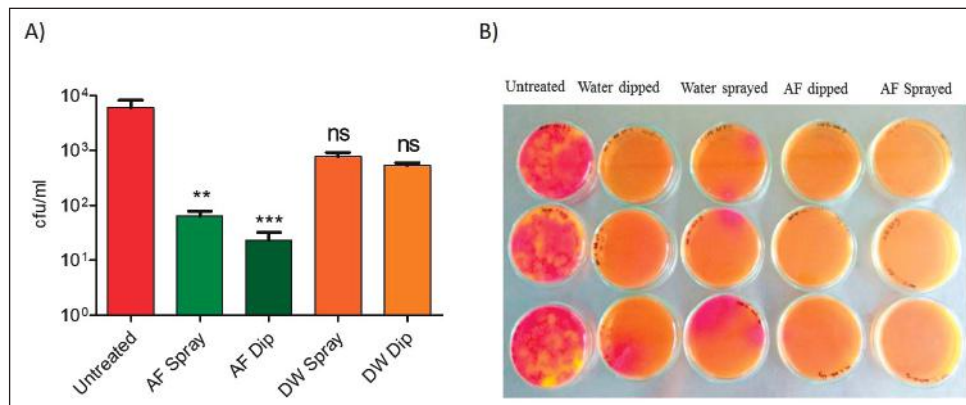 A)
B)
Untreated Water dipped Water sprayed AF dipped AF Sprayed
10⁴
10³
10²
10¹
10⁰
cfu/ml
**
***
ns
ns
Untreated
AF Spray
AF Dip
DW Spray
DW Dip